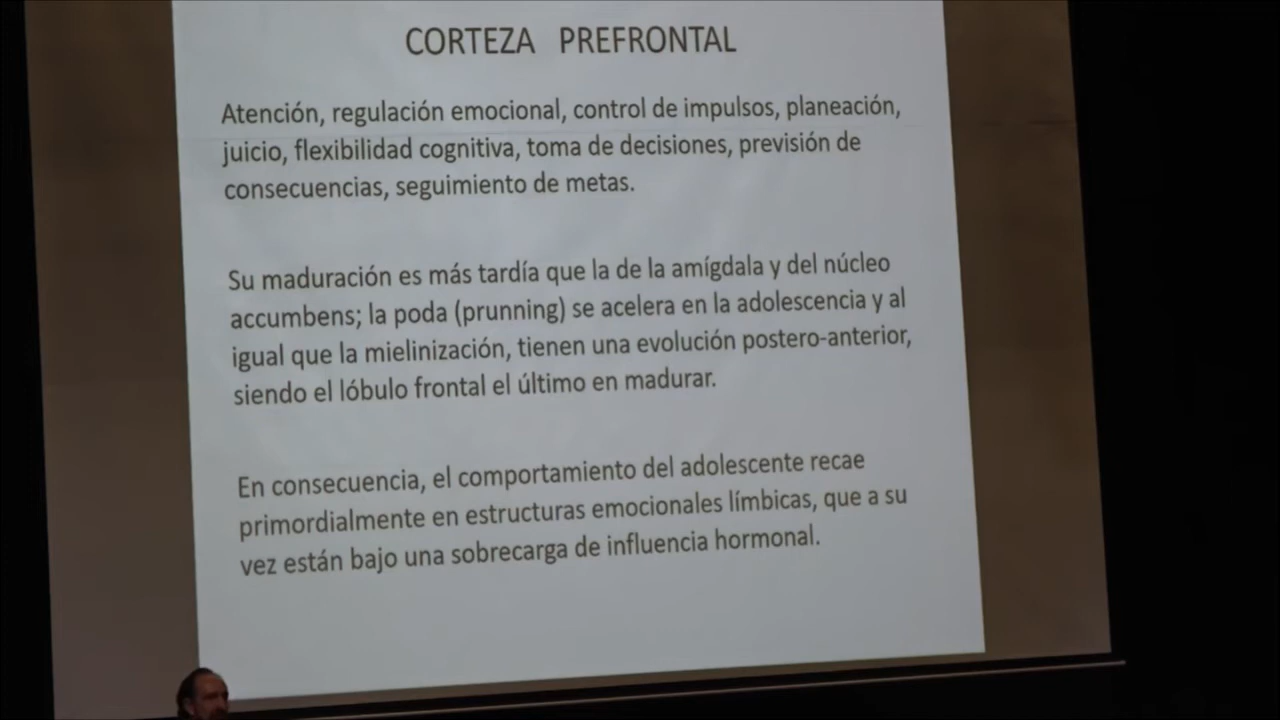 CORTEZA PREFRONTAL
Atención, regulación emocional, control de impulsos, planeación,
juicio, flexibilidad cognitiva, toma de decisiones, previsión de
consecuencias, seguimiento de metas.
Su maduración es más tardía que la de la amígdala y del núcleo
accumbens; la poda (prunning) se acelera en la adolescencia y al
igual que la mielinización, tienen una evolución postero-anterior,
siendo el lóbulo frontal el último en madurar.
En consecuencia, el comportamiento del adolescente recae
primordialmente en estructuras emocionales límbicas, que a su
vez están bajo una sobrecarga de influencia hormonal.